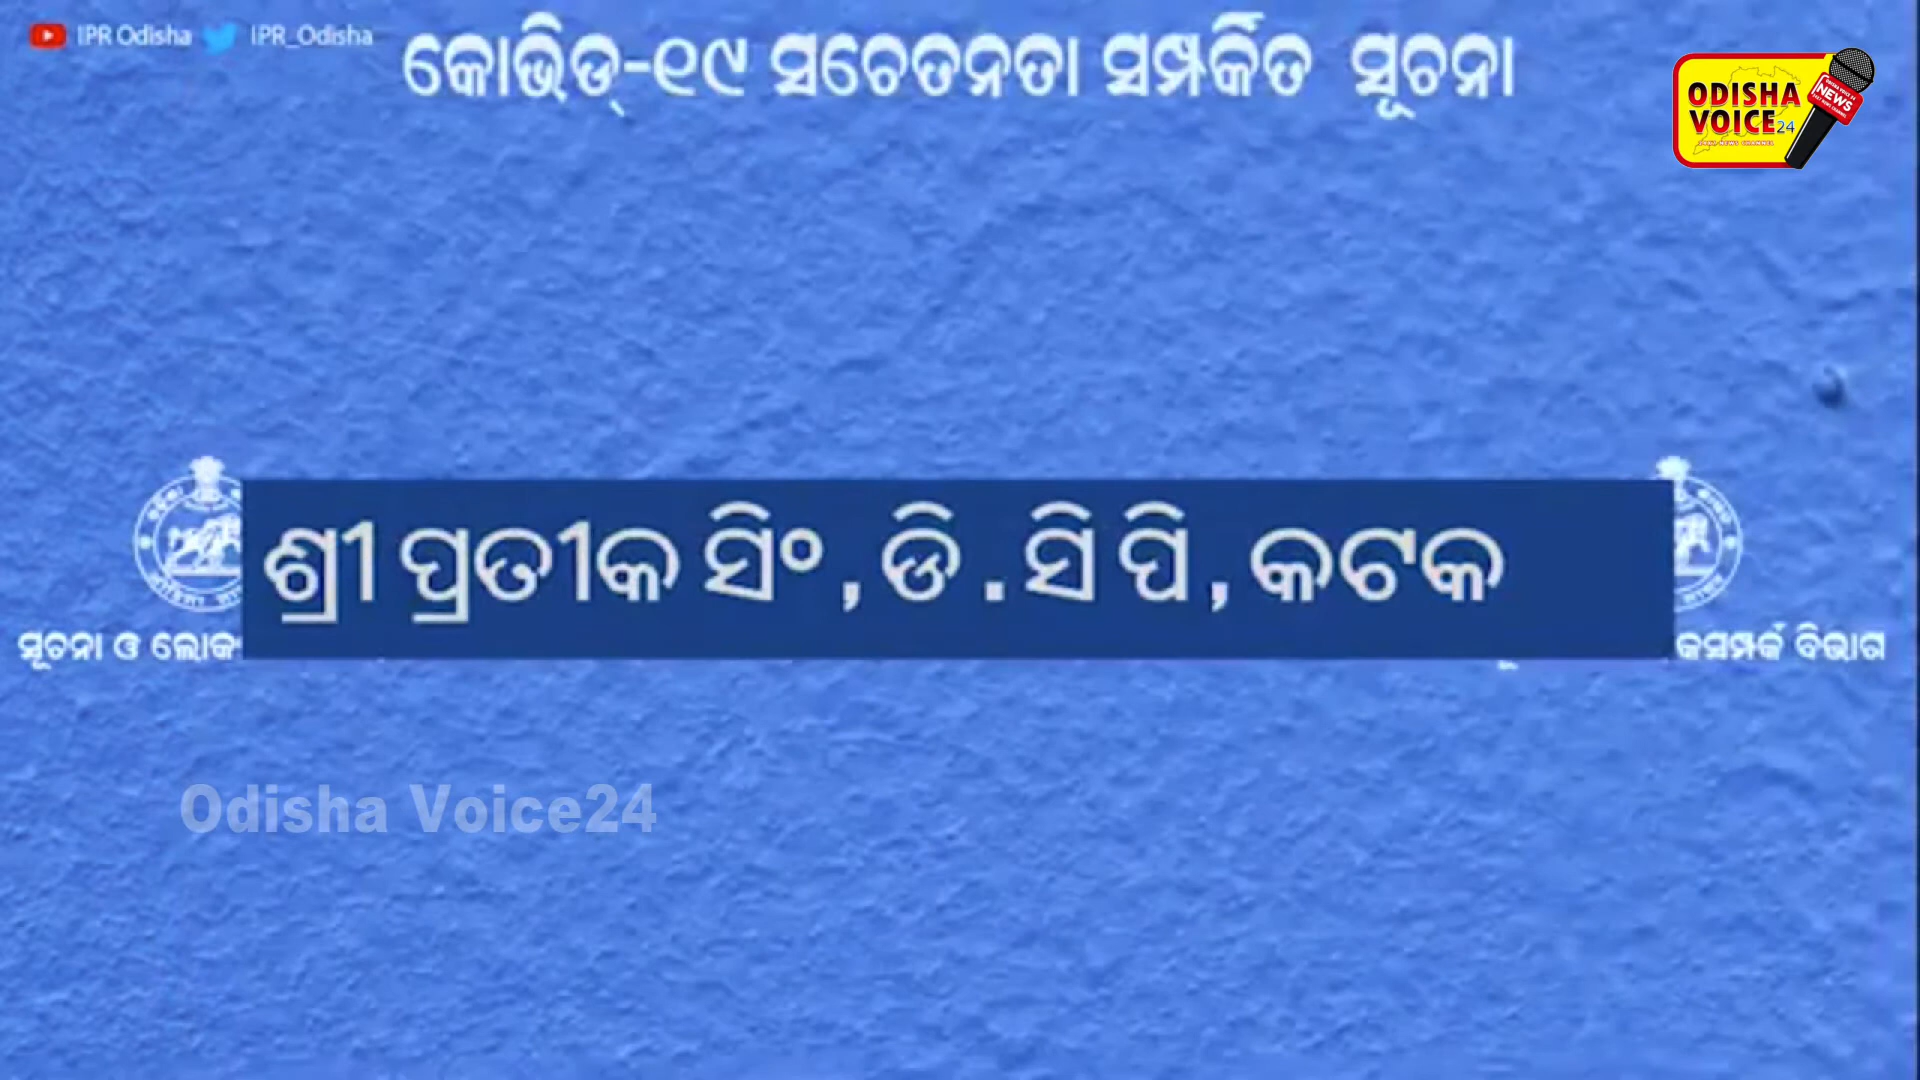 IPR Odisha IPR_Odisha
କୋଭିଡ୍-୧୯ ସଚେତନତା ସମ୍ପର୍କିତ ସୂଚନା
ODISHA
VOICE24
NEWS
ଶ୍ରୀ ପ୍ରତୀକ ସିଂ , ଡି . ସି ପି , କଟକ
ସୂଚନା ଓ ଲୋକ
କସମ୍ପର୍କ ବିଭାଗ
Odisha Voice24